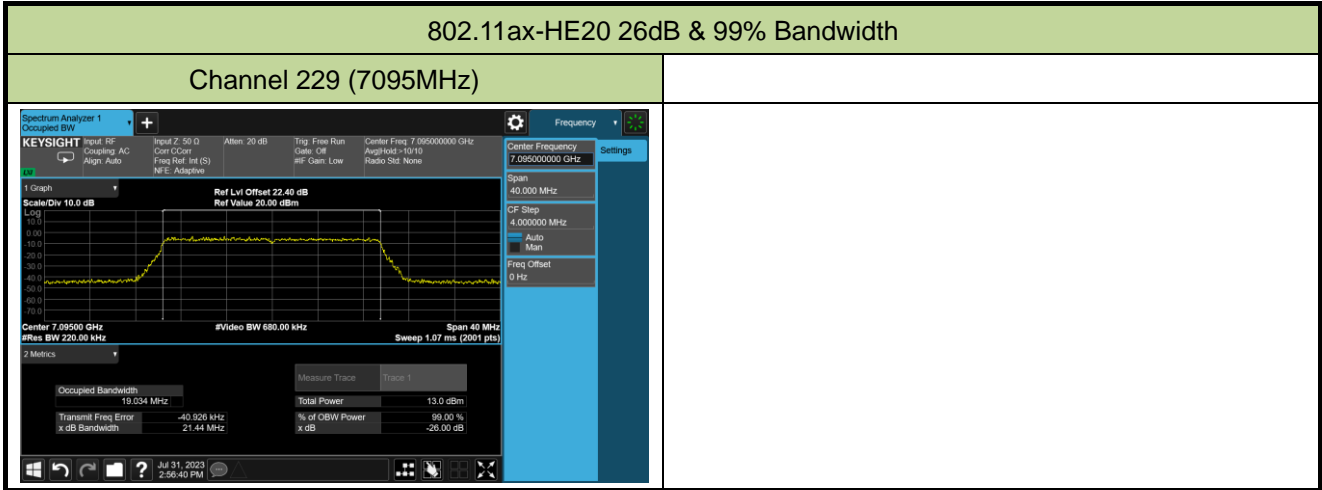 802.11ax-HE20 26dB & 99% Bandwidth
Channel 229 (7095MHz)
Spectrum Analyzer 1
Occupied BW
+
Frequency
KEYSIGHT
Input: RF
Coupling: AC
Align: Auto
Input Z: 50 Ω
Corr CCorr
Freq Ref: Int (S)
NFE: Adaptive
Atten: 20 dB
Trig: Free Run
Gate: Off
#IF Gain: Low
Center Freq: 7.095000000 GHz
Avg|Hold:>10/10
Radio Std: None
Center Frequency
7.095000000 GHz
Settings
Span
40.000 MHz
CF Step
4.000000 MHz
Auto
Man
Freq Offset
0 Hz
1 Graph
Scale/Div 10.0 dB
Ref Lvl Offset 22.40 dB
Ref Value 20.00 dBm
Log
10.0
0.00
-10.0
-20.0
-30.0
-40.0
-50.0
-60.0
-70.0
Center 7.09500 GHz
#Res BW 220.00 kHz
#Video BW 680.00 kHz
Span 40 MHz
Sweep 1.07 ms (2001 pts)
2 Metrics
Measure Trace Trace 1
Occupied Bandwidth
19.034 MHz
Total Power 13.0 dBm
Transmit Freq Error -40.926 kHz
% of OBW Power 99.00 %
x dB Bandwidth 21.44 MHz
x dB -26.00 dB
?
Jul 31, 2023
2:56:40 PM